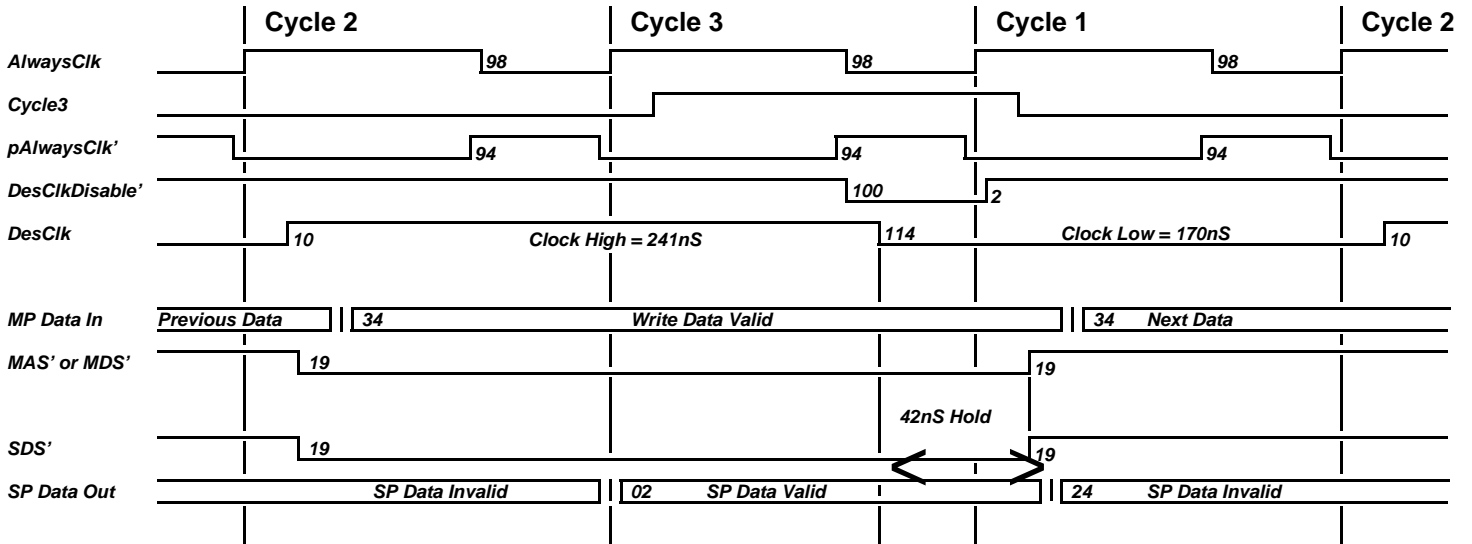 Cycle 2 Cycle 3 Cycle 1 Cycle 2
AlwaysClk 98 98 98
Cycle3
pAlwaysClk' 94 94 94
DesClkDisable' 100 2
DesClk 10 Clock High = 241nS 114 Clock Low = 170nS 10
MP Data In Previous Data 34 Write Data Valid 34 Next Data
MAS' or MDS' 19 19
42nS Hold
SDS' 19 19
SP Data Out SP Data Invalid 02 SP Data Valid 24 SP Data Invalid